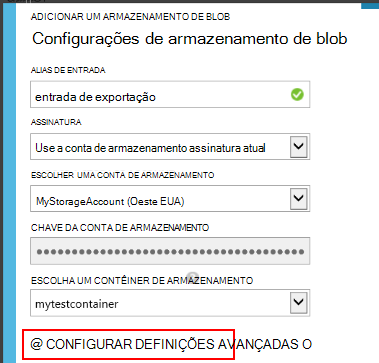 ADICIONAR UM ARMAZENAMENTO DE BLOB
Configurações de armazenamento de blob
ALIAS DE ENTRADA
entrada de exportação
ASSINATURA
Use a conta de armazenamento assinatura atual
ESCOLHER UMA CONTA DE ARMAZENAMENTO
MyStorageAccount (Oeste EUA)
CHAVE DA CONTA DE ARMAZENAMENTO
ESCOLHA UM CONTÊINER DE ARMAZENAMENTO
mytestcontainer
@ CONFIGURAR DEFINIÇÕES AVANÇADAS O